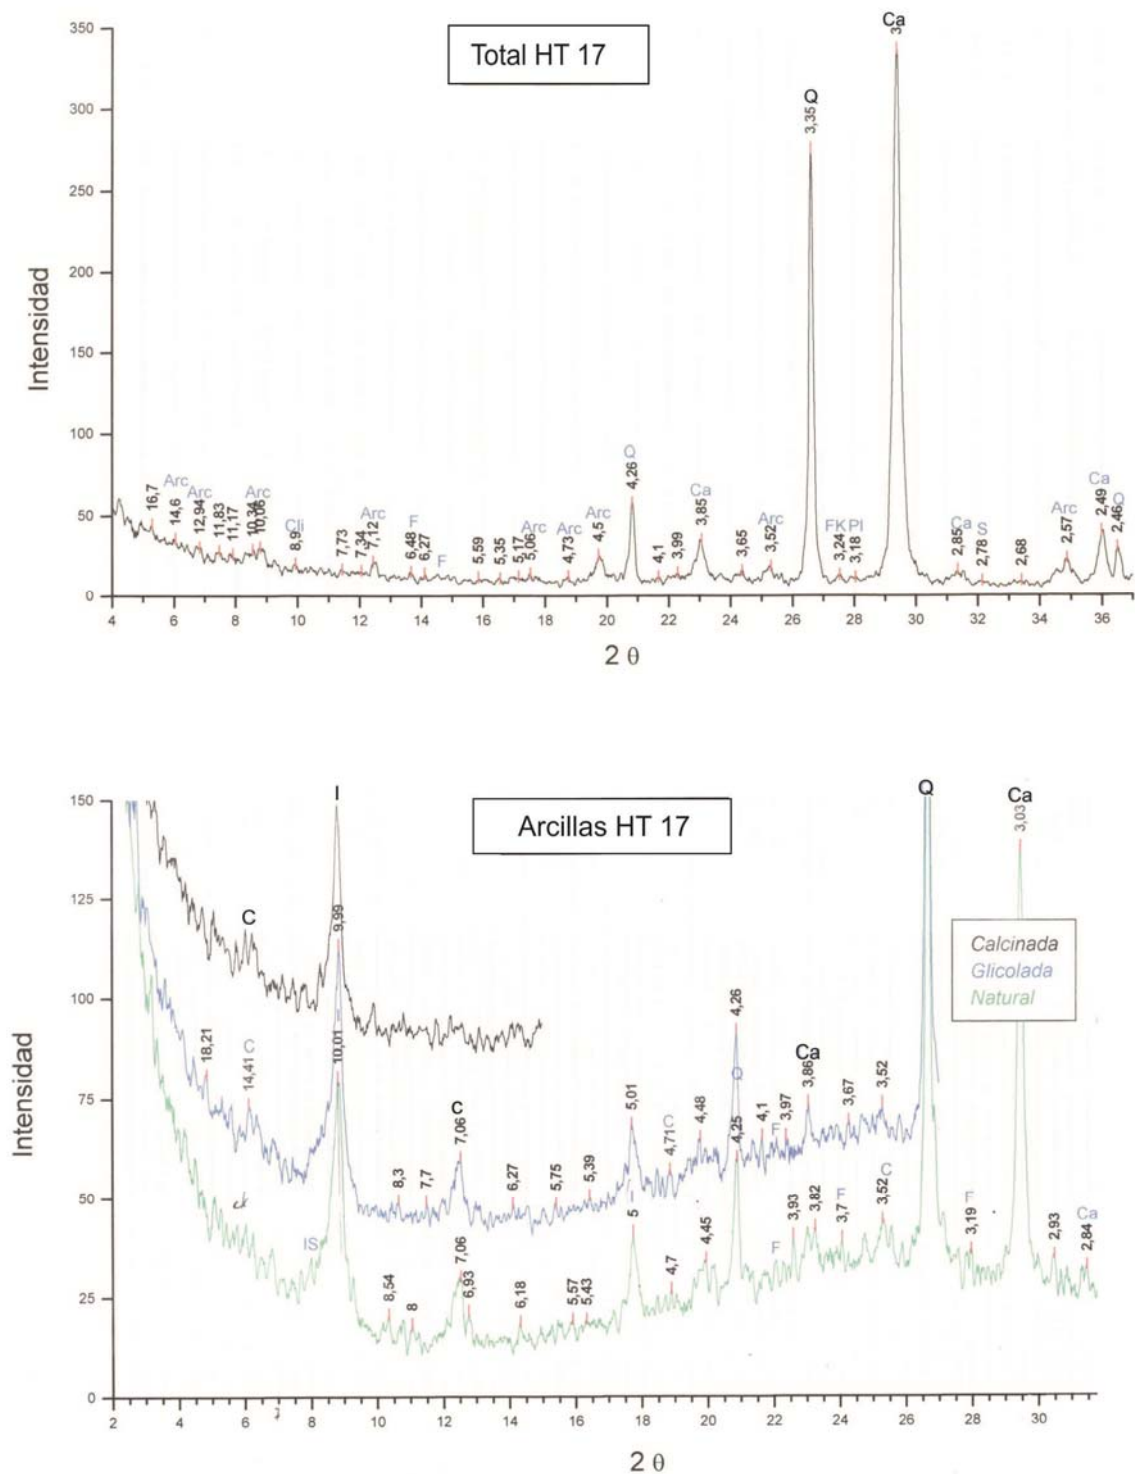 Total HT 17
Intensidad
350
300
250
200
150
100
50
0
16,7
Arc
14,6
Arc
12,94
11,83
11,17
Arc
10,34
10,06
Cli
8,9
7,73
7,34
Arc
7,12
F
6,48
6,27
F
5,59
5,35
5,17
Arc
5,06
Arc
4,73
Arc
4,5
Q
4,26
4,1
3,99
Ca
3,85
3,65
Arc
3,52
Q
3,35
FK
3,24
Pl
3,18
Ca
3
Ca
2,85
S
2,78
2,68
Arc
2,57
Ca
2,49
Q
2,46
4 6 8 10 12 14 16 18 20 22 24 26 28 30 32 34 36
2 θ
Arcillas HT 17
Intensidad
150
125
100
75
50
25
0
Calcinada
Glicolada
Natural
C
I
18,21
C
14,41
9,99
I
8,3
7,7
C
7,06
6,27
5,75
5,39
5,01
C
4,71
4,48
4,26
Q
4,1
F
3,97
Ca
3,86
3,67
3,52
Q
Ca
3,03
IS
10,01
8,54
8
7,06
6,93
6,18
5,57
5,43
I
5
4,7
4,45
4,25
F
3,93
3,82
F
3,7
C
3,52
F
3,19
2,93
Ca
2,84
2 4 6 8 10 12 14 16 18 20 22 24 26 28 30
2 θ